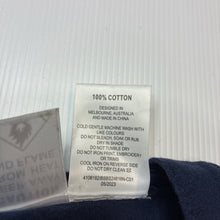 100% COTTON
DESIGNED IN
MELBOURNE, AUSTRALIA
AND MADE IN CHINA
COLD GENTLE MACHINE WASH WITH
LIKE COLOURS
DO NOT BLEACH, SOAK OR RUB
DRY IN SHADE
DO NOT TUMBLE DRY
DO NOT IRON PRINT, EMBROIDERY
OR TRIMS
COOL IRON ON REVERSE SIDE
DO NOT DRY CLEAN
05/2023